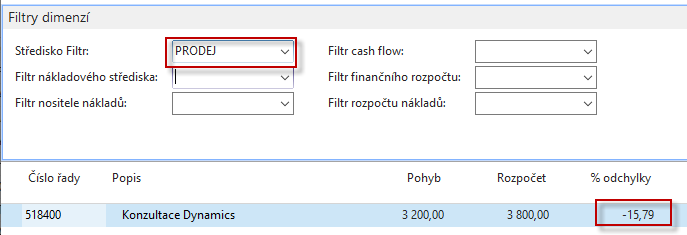 Filtry dimenzí
Středisko Filtr: PRODEJ Filtr cash flow:
Filtr nákladového střediska: Filtr finančního rozpočtu:
Filtr nositele nákladů: Filtr rozpočtu nákladů:
Číslo řady Popis Pohyb Rozpočet % odchylky
518400 Konzultace Dynamics 3 200,00 3 800,00 -15,79